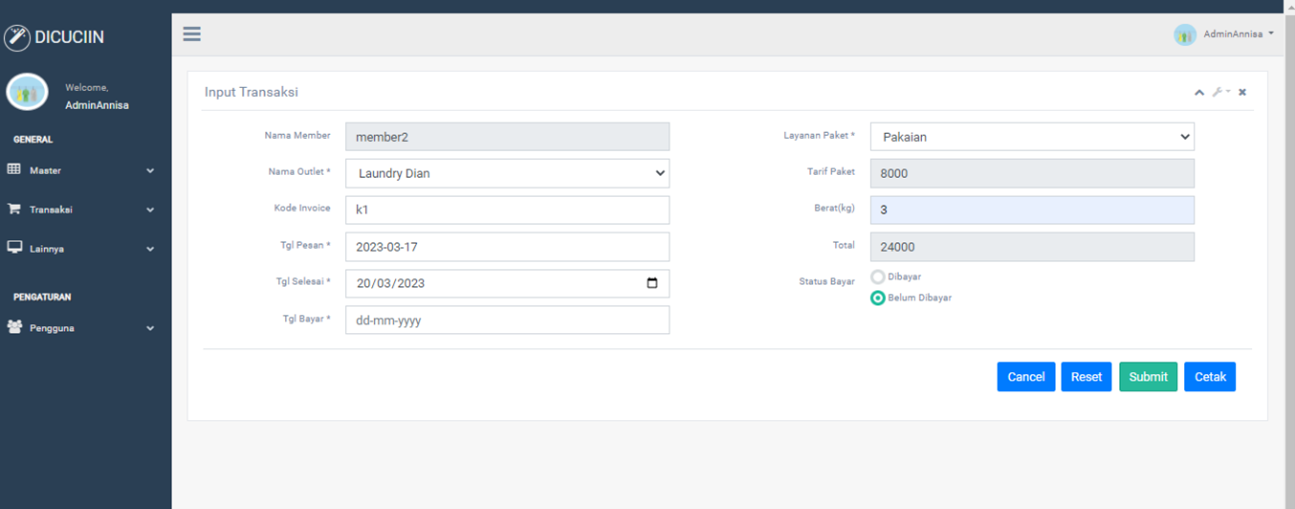 DICUCIIN
AdminAnnisa
Welcome,
AdminAnnisa
GENERAL
Master
Transaksi
Lainnya
PENGATURAN
Pengguna
Input Transaksi
Nama Member member2
Nama Outlet * Laundry Dian
Kode Invoice k1
Tgl Pesan * 2023-03-17
Tgl Selesai * 20/03/2023
Tgl Bayar * dd-mm-yyyy
Layanan Paket * Pakaian
Tarif Paket 8000
Berat(kg) 3
Total 24000
Status Bayar Dibayar
Belum Dibayar
Cancel Reset Submit Cetak